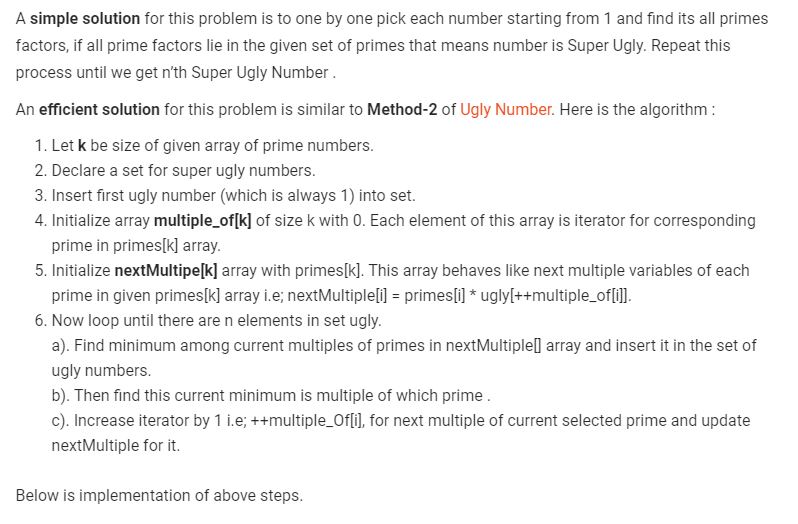 A simple solution for this problem is to one by one pick each number starting from 1 and find its all primes
factors, if all prime factors lie in the given set of primes that means number is Super Ugly. Repeat this
process until we get n'th Super Ugly Number .
An efficient solution for this problem is similar to Method-2 of Ugly Number. Here is the algorithm :
1. Let k be size of given array of prime numbers.
2. Declare a set for super ugly numbers.
3. Insert first ugly number (which is always 1) into set.
4. Initialize array multiple_of[k] of size k with 0. Each element of this array is iterator for corresponding
prime in primes[k] array.
5. Initialize nextMultipe[k] array with primes[k]. This array behaves like next multiple variables of each
prime in given primes[k] array i.e; nextMultiple[i] = primes[i] * ugly[++multiple_of[i]].
6. Now loop until there are n elements in set ugly.
a). Find minimum among current multiples of primes in nextMultiple[] array and insert it in the set of
ugly numbers.
b). Then find this current minimum is multiple of which prime .
c). Increase iterator by 1 i.e; ++multiple_Of[i], for next multiple of current selected prime and update
nextMultiple for it.
Below is implementation of above steps.